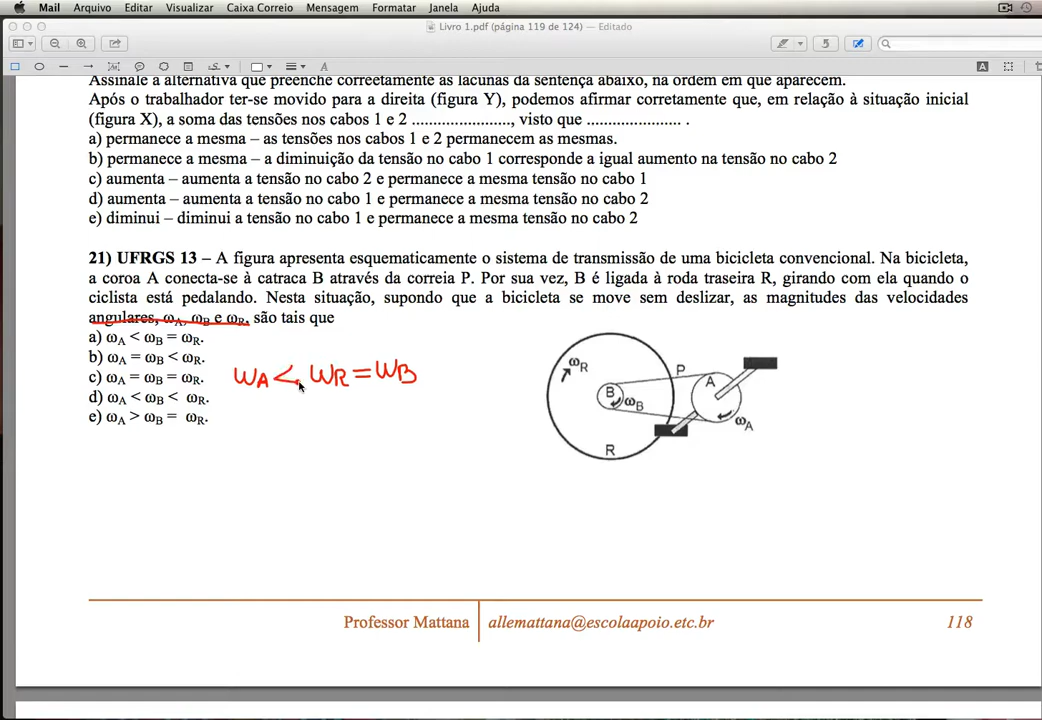 Mail Arquivo Editar Visualizar Caixa Correio Mensagem Formatar Janela Ajuda
Livro 1.pdf (página 119 de 124) — Editado
Assinale a alternativa que preenche corretamente as lacunas da sentença abaixo, na ordem em que aparecem.
Após o trabalhador ter-se movido para a direita (figura Y), podemos afirmar corretamente que, em relação à situação inicial
(figura X), a soma das tensões nos cabos 1 e 2 ......................, visto que ..................... .
a) permanece a mesma – as tensões nos cabos 1 e 2 permanecem as mesmas.
b) permanece a mesma – a diminuição da tensão no cabo 1 corresponde a igual aumento na tensão no cabo 2
c) aumenta – aumenta a tensão no cabo 2 e permanece a mesma tensão no cabo 1
d) aumenta – aumenta a tensão no cabo 1 e permanece a mesma tensão no cabo 2
e) diminui – diminui a tensão no cabo 1 e permanece a mesma tensão no cabo 2
21) UFRGS 13 – A figura apresenta esquematicamente o sistema de transmissão de uma bicicleta convencional. Na bicicleta,
a coroa A conecta-se à catraca B através da correia P. Por sua vez, B é ligada à roda traseira R, girando com ela quando o
ciclista está pedalando. Nesta situação, supondo que a bicicleta se move sem deslizar, as magnitudes das velocidades
angulares, ωA, ωB e ωR, são tais que
a) ωA < ωB = ωR.
b) ωA = ωB < ωR.
c) ωA = ωB = ωR.
d) ωA < ωB < ωR.
e) ωA > ωB = ωR.
ωA < ωR = ωB
ωR
P
A
B
ωB
ωA
R
Professor Mattana
allemattana@escolaapoio.etc.br
118